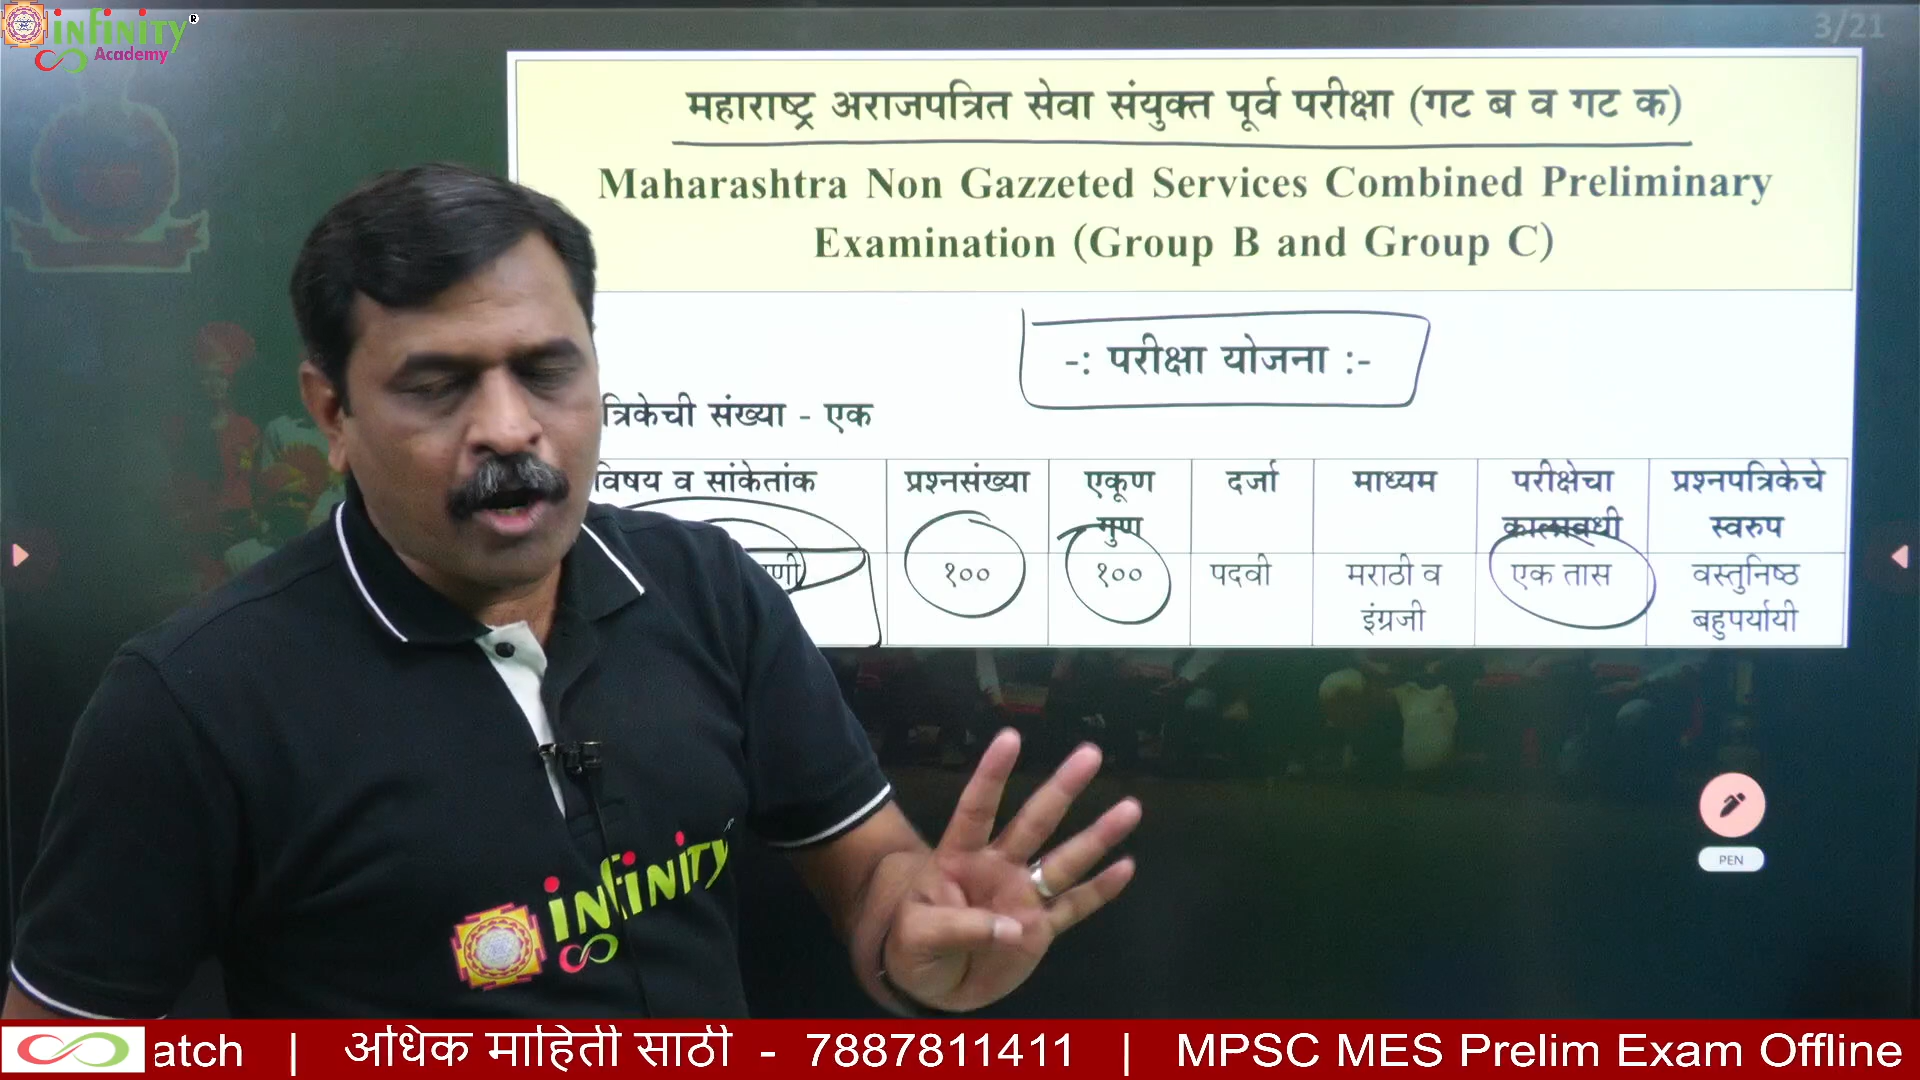 infinity®
Academy
3/21
महाराष्ट्र अराजपत्रित सेवा संयुक्त पूर्व परीक्षा (गट ब व गट क)
Maharashtra Non Gazzeted Services Combined Preliminary
Examination (Group B and Group C)
-: परीक्षा योजना :-
त्रिकेची संख्या - एक
विषय व सांकेतांक
प्रश्नसंख्या
एकूण
गुण
दर्जा
माध्यम
परीक्षेचा
कालावधी
प्रश्नपत्रिकेचे
स्वरुप
णी
१००
१००
पदवी
मराठी व
इंग्रजी
एक तास
वस्तुनिष्ठ
बहुपर्यायी
PEN
infinity
atch | अधिक माहिती साठी - 7887811411 | MPSC MES Prelim Exam Offline